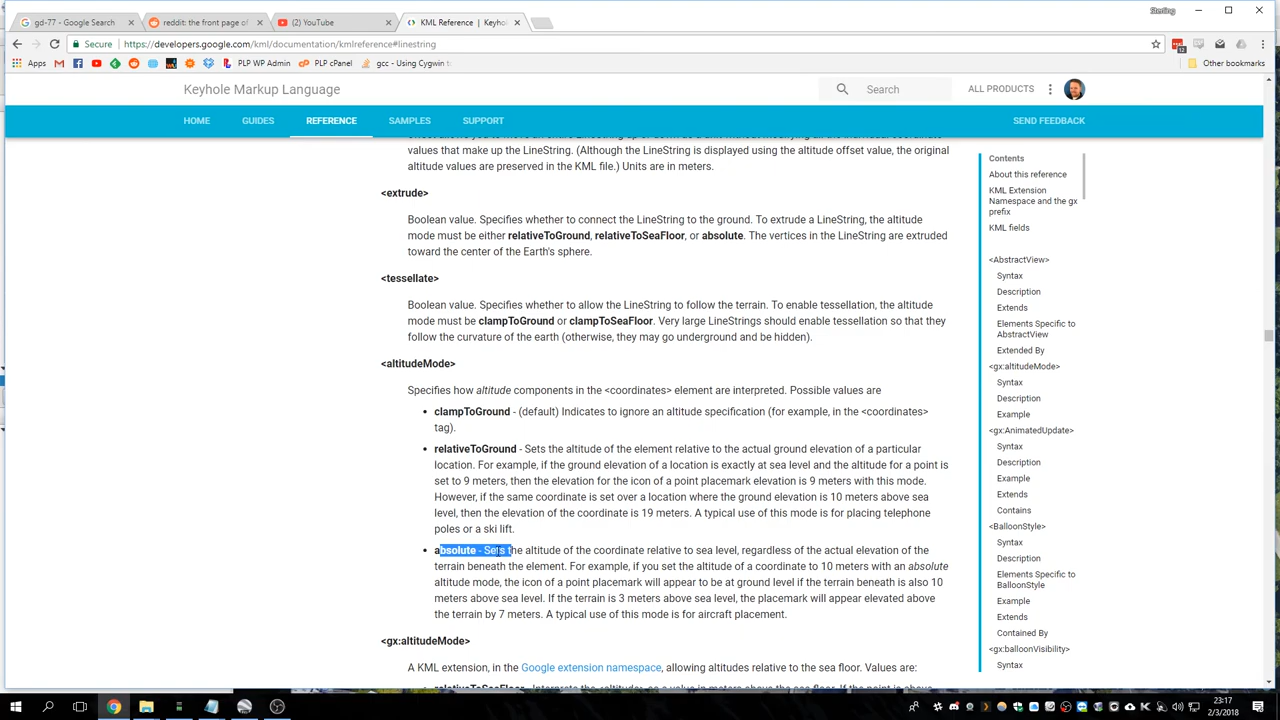 gd-77 - Google Search
reddit: the front page of
(2) YouTube
KML Reference | Keyho
Sterling
Secure
https://developers.google.com/kml/documentation/kmlreference#linestring
12
Apps
PLP WP Admin
PLP cPanel
gcc - Using Cygwin
Other bookmarks
Keyhole Markup Language
Search
ALL PRODUCTS
HOME
GUIDES
REFERENCE
SAMPLES
SUPPORT
SEND FEEDBACK
values that make up the LineString. (Although the LineString is displayed using the altitude offset value, the original
altitude values are preserved in the KML file.) Units are in meters.
<extrude>
Boolean value. Specifies whether to connect the LineString to the ground. To extrude a LineString, the altitude
mode must be either relativeToGround, relativeToSeaFloor, or absolute. The vertices in the LineString are extruded
toward the center of the Earth's sphere.
<tessellate>
Boolean value. Specifies whether to allow the LineString to follow the terrain. To enable tessellation, the altitude
mode must be clampToGround or clampToSeaFloor. Very large LineStrings should enable tessellation so that they
follow the curvature of the earth (otherwise, they may go underground and be hidden).
<altitudeMode>
Specifies how altitude components in the <coordinates> element are interpreted. Possible values are
• clampToGround - (default) Indicates to ignore an altitude specification (for example, in the <coordinates>
tag).
• relativeToGround - Sets the altitude of the element relative to the actual ground elevation of a particular
location. For example, if the ground elevation of a location is exactly at sea level and the altitude for a point is
set to 9 meters, then the elevation for the icon of a point placemark elevation is 9 meters with this mode.
However, if the same coordinate is set over a location where the ground elevation is 10 meters above sea
level, then the elevation of the coordinate is 19 meters. A typical use of this mode is for placing telephone
poles or a ski lift.
• absolute - Sets the altitude of the coordinate relative to sea level, regardless of the actual elevation of the
terrain beneath the element. For example, if you set the altitude of a coordinate to 10 meters with an absolute
altitude mode, the icon of a point placemark will appear to be at ground level if the terrain beneath is also 10
meters above sea level. If the terrain is 3 meters above sea level, the placemark will appear elevated above
the terrain by 7 meters. A typical use of this mode is for aircraft placement.
<gx:altitudeMode>
A KML extension, in the Google extension namespace, allowing altitudes relative to the sea floor. Values are:
Contents
About this reference
KML Extension
Namespace and the gx
prefix
KML fields
<AbstractView>
Syntax
Description
Extends
Elements Specific to
AbstractView
Extended By
<gx:altitudeMode>
Syntax
Description
Example
<gx:AnimatedUpdate>
Syntax
Description
Example
Extends
Contains
<BalloonStyle>
Syntax
Description
Elements Specific to
BalloonStyle
Example
Extends
Contained By
<gx:balloonVisibility>
Syntax
23:17
2/3/2018